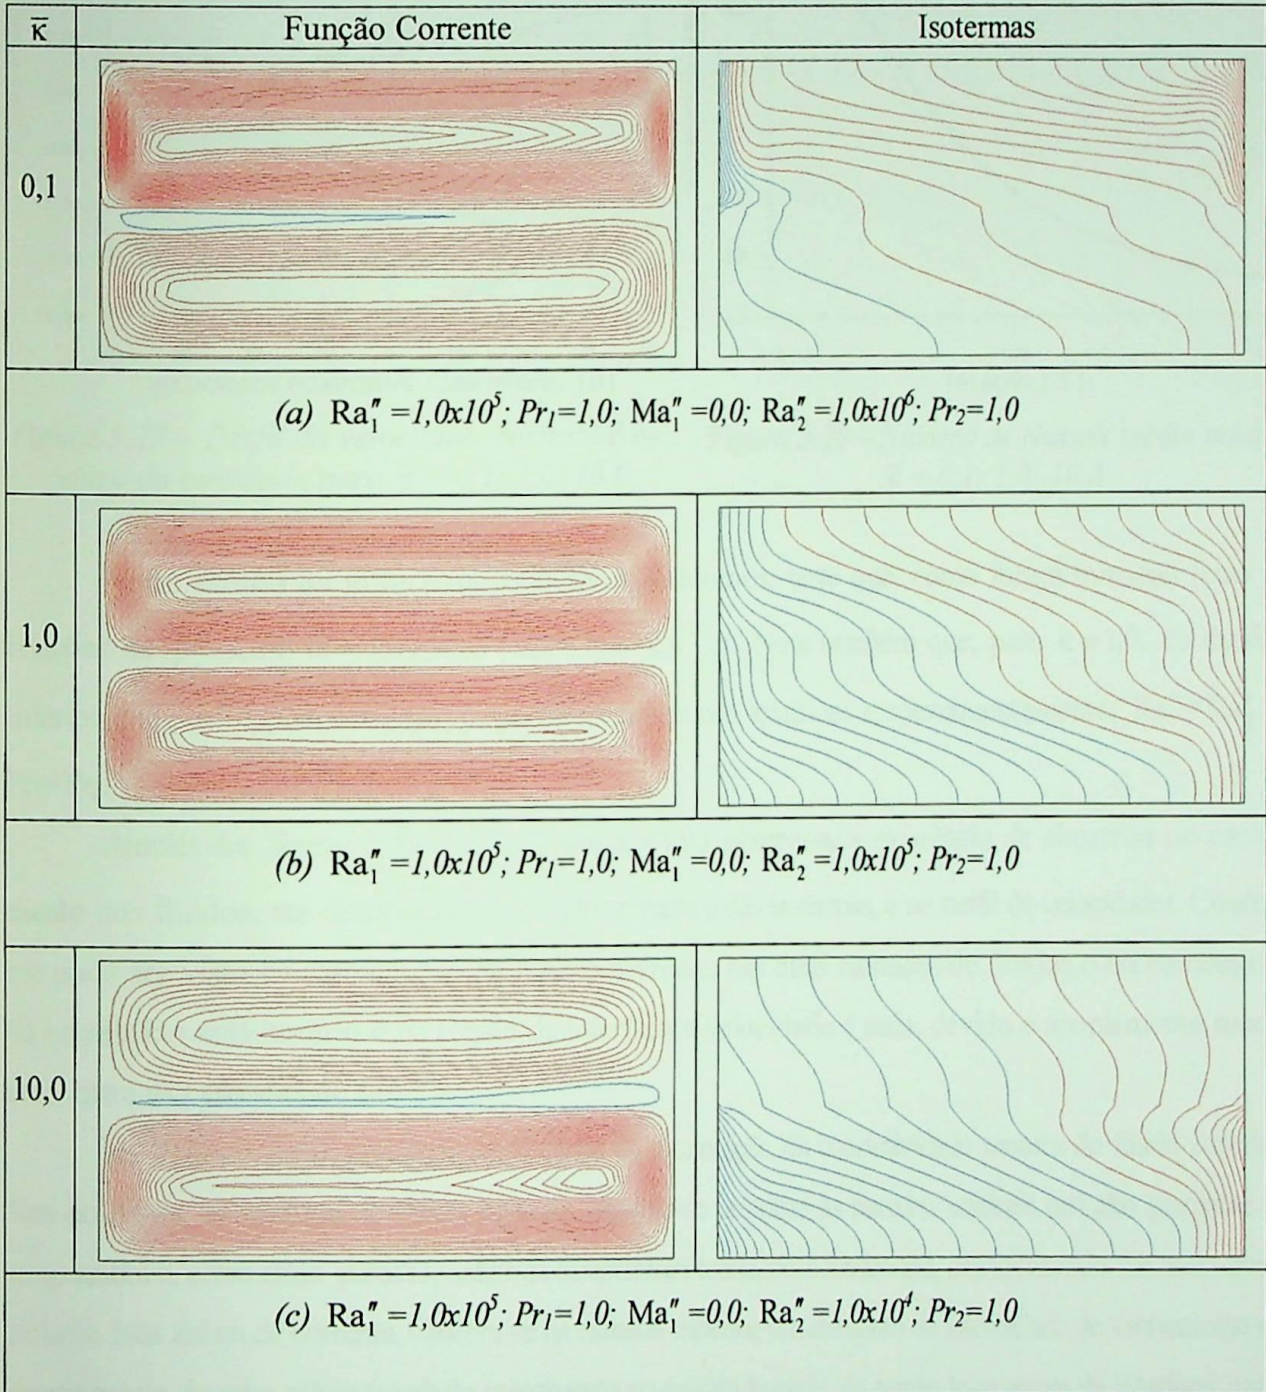 κ̅ Função Corrente Isotermas
0,1
(a) Ra₁″ =1,0x10⁵; Pr₁=1,0; Ma₁″ =0,0; Ra₂″ =1,0x10⁶; Pr₂=1,0
1,0
(b) Ra₁″ =1,0x10⁵; Pr₁=1,0; Ma₁″ =0,0; Ra₂″ =1,0x10⁵; Pr₂=1,0
10,0
(c) Ra₁″ =1,0x10⁵; Pr₁=1,0; Ma₁″ =0,0; Ra₂″ =1,0x10⁴; Pr₂=1,0